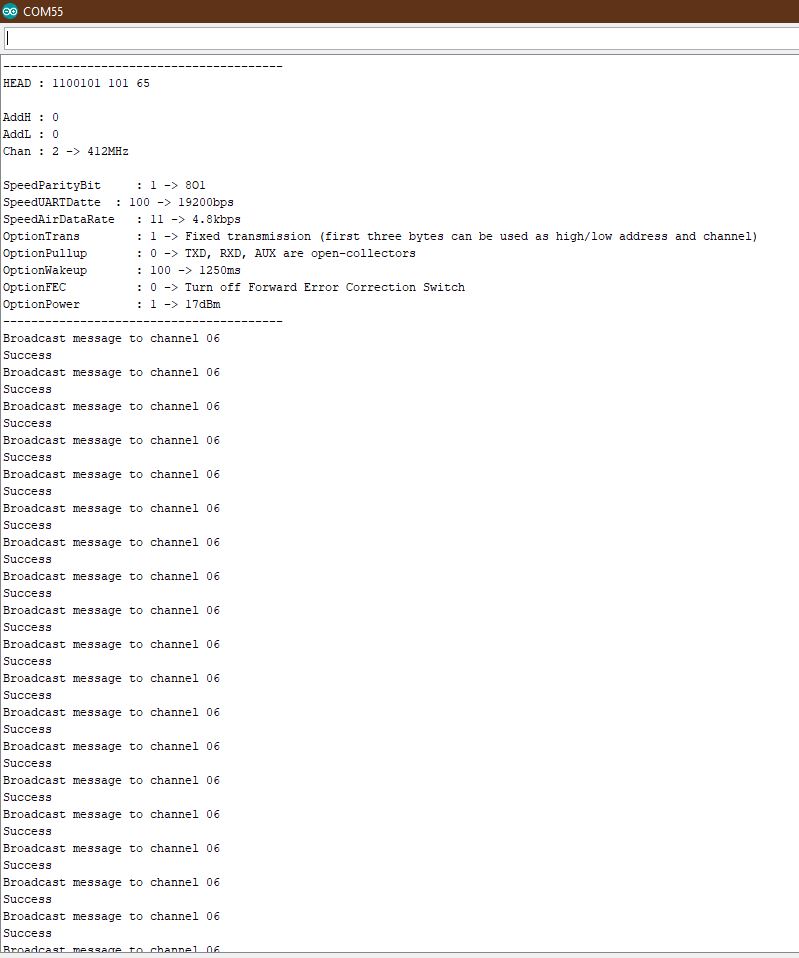 COM55
----------------------------------------
HEAD : 1100101 101 65
AddH : 0
AddL : 0
Chan : 2 -> 412MHz
SpeedParityBit     : 1 -> 8O1
SpeedUARTDatte  : 100 -> 19200bps
SpeedAirDataRate   : 11 -> 4.8kbps
OptionTrans        : 1 -> Fixed transmission (first three bytes can be used as high/low address and channel)
OptionPullup       : 0 -> TXD, RXD, AUX are open-collectors
OptionWakeup       : 100 -> 1250ms
OptionFEC          : 0 -> Turn off Forward Error Correction Switch
OptionPower        : 1 -> 17dBm
----------------------------------------
Broadcast message to channel 06
Success
Broadcast message to channel 06
Success
Broadcast message to channel 06
Success
Broadcast message to channel 06
Success
Broadcast message to channel 06
Success
Broadcast message to channel 06
Success
Broadcast message to channel 06
Success
Broadcast message to channel 06
Success
Broadcast message to channel 06
Success
Broadcast message to channel 06
Success
Broadcast message to channel 06
Success
Broadcast message to channel 06
Success
Broadcast message to channel 06
Success
Broadcast message to channel 06
Success
Broadcast message to channel 06
Success
Broadcast message to channel 06
Success
Broadcast message to channel 06
Success
Broadcast message to channel 06
Success
Broadcast message to channel 06